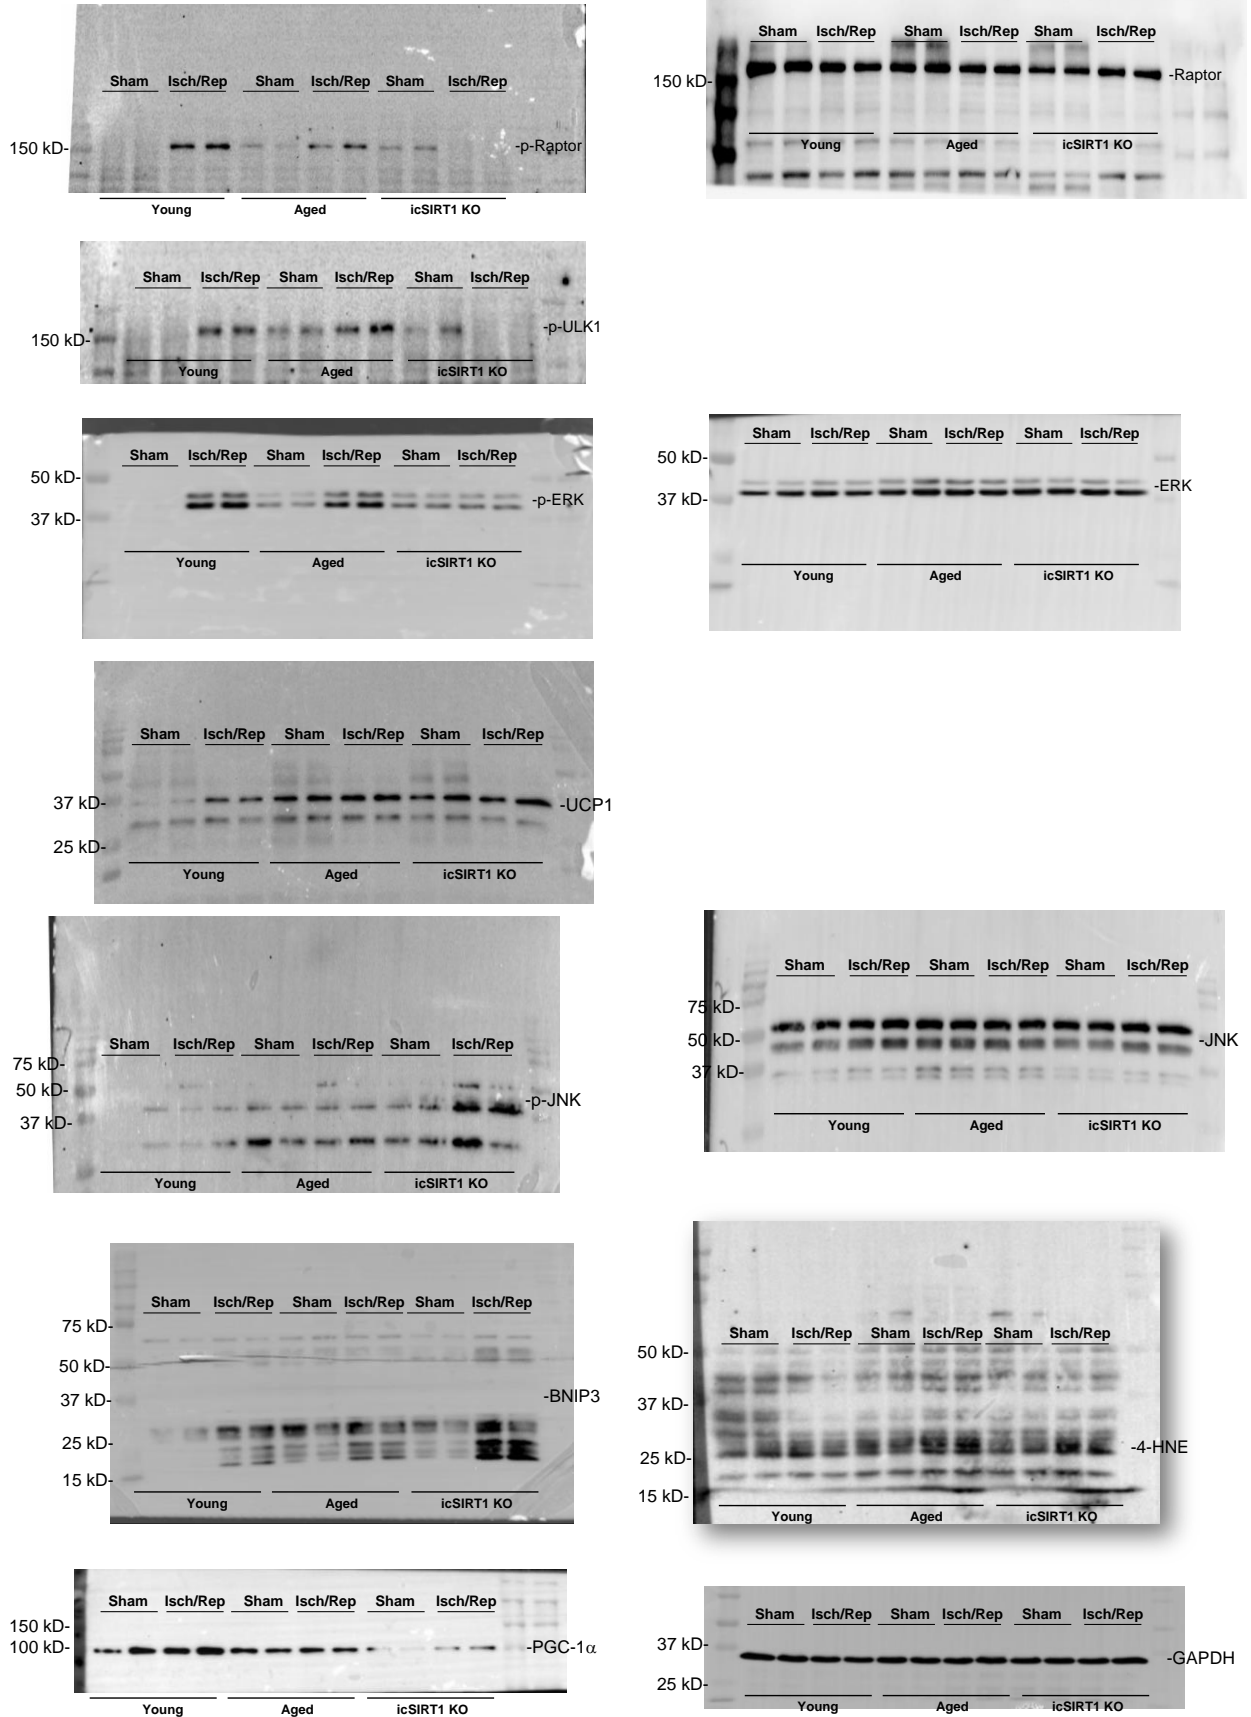 Sham Isch/Rep Sham Isch/Rep Sham Isch/Rep
150 kD- -p-Raptor
Young Aged icSIRT1 KO
Sham Isch/Rep Sham Isch/Rep Sham Isch/Rep
150 kD- -Raptor
Young Aged icSIRT1 KO
Sham Isch/Rep Sham Isch/Rep Sham Isch/Rep
150 kD- -p-ULK1
Young Aged icSIRT1 KO
Sham Isch/Rep Sham Isch/Rep Sham Isch/Rep
50 kD-
-p-ERK
37 kD-
Young Aged icSIRT1 KO
Sham Isch/Rep Sham Isch/Rep Sham Isch/Rep
50 kD-
-ERK
37 kD-
Young Aged icSIRT1 KO
Sham Isch/Rep Sham Isch/Rep Sham Isch/Rep
37 kD- -UCP1
25 kD-
Young Aged icSIRT1 KO
Sham Isch/Rep Sham Isch/Rep Sham Isch/Rep
75 kD-
50 kD-
-p-JNK
37 kD-
Young Aged icSIRT1 KO
Sham Isch/Rep Sham Isch/Rep Sham Isch/Rep
75 kD-
50 kD- -JNK
37 kD-
Young Aged icSIRT1 KO
Sham Isch/Rep Sham Isch/Rep Sham Isch/Rep
75 kD-
50 kD-
37 kD- -BNIP3
25 kD-
15 kD-
Young Aged icSIRT1 KO
Sham Isch/Rep Sham Isch/Rep Sham Isch/Rep
50 kD-
37 kD-
-4-HNE
25 kD-
15 kD-
Young Aged icSIRT1 KO
Sham Isch/Rep Sham Isch/Rep Sham Isch/Rep
150 kD-
100 kD- -PGC-1α
Young Aged icSIRT1 KO
Sham Isch/Rep Sham Isch/Rep Sham Isch/Rep
37 kD-
-GAPDH
25 kD-
Young Aged icSIRT1 KO